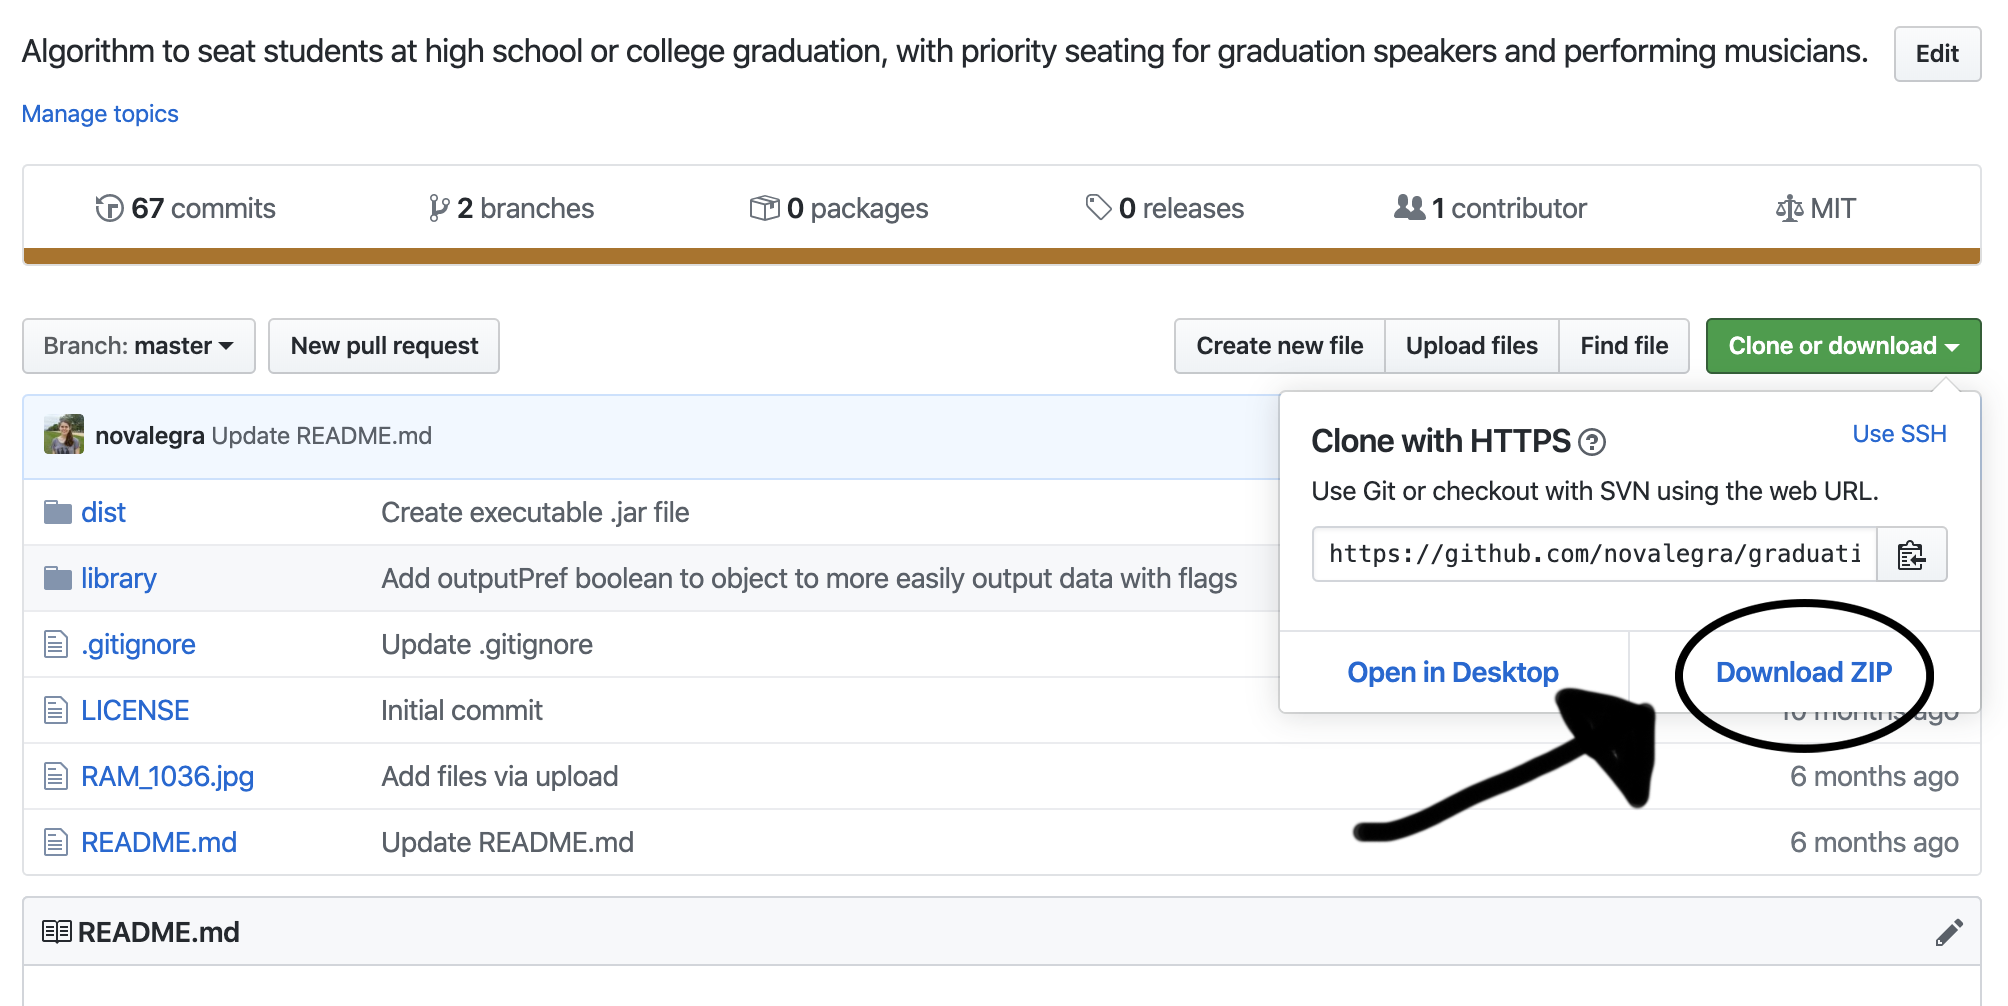 Algorithm to seat students at high school or college graduation, with priority seating for graduation speakers and performing musicians.
Edit
Manage topics
67 commits
2 branches
0 packages
0 releases
1 contributor
MIT
Branch: master
New pull request
Create new file
Upload files
Find file
Clone or download
novalegra Update README.md
Clone with HTTPS
Use SSH
Use Git or checkout with SVN using the web URL.
https://github.com/novalegra/graduati
Open in Desktop
Download ZIP
dist Create executable .jar file
library Add outputPref boolean to object to more easily output data with flags
.gitignore Update .gitignore
LICENSE Initial commit 10 months ago
RAM_1036.jpg Add files via upload 6 months ago
README.md Update README.md 6 months ago
README.md